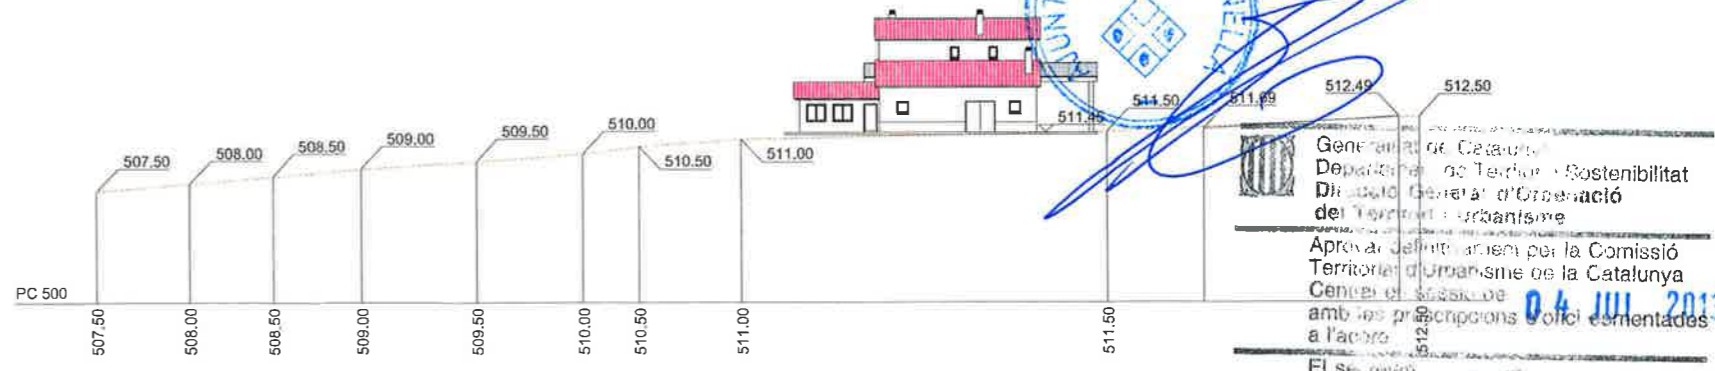 512.49
512.50
511.50
511.69
511.45
510.00
509.50
509.00
508.50
508.00
507.50
510.50
511.00
Generalitat de Catalunya
Departament de Territori i Sostenibilitat
Direcció General d'Ordenació
del Territori i Urbanisme
Aprovat definitivament per la Comissió
Territorial d'Urbanisme de la Catalunya
Central en sessió de 04 JUL 2013
amb les prescripcions d'ofici esmentades
a l'acord
PC 500
507.50
508.00
508.50
509.00
509.50
510.00
510.50
511.00
511.50
512.50